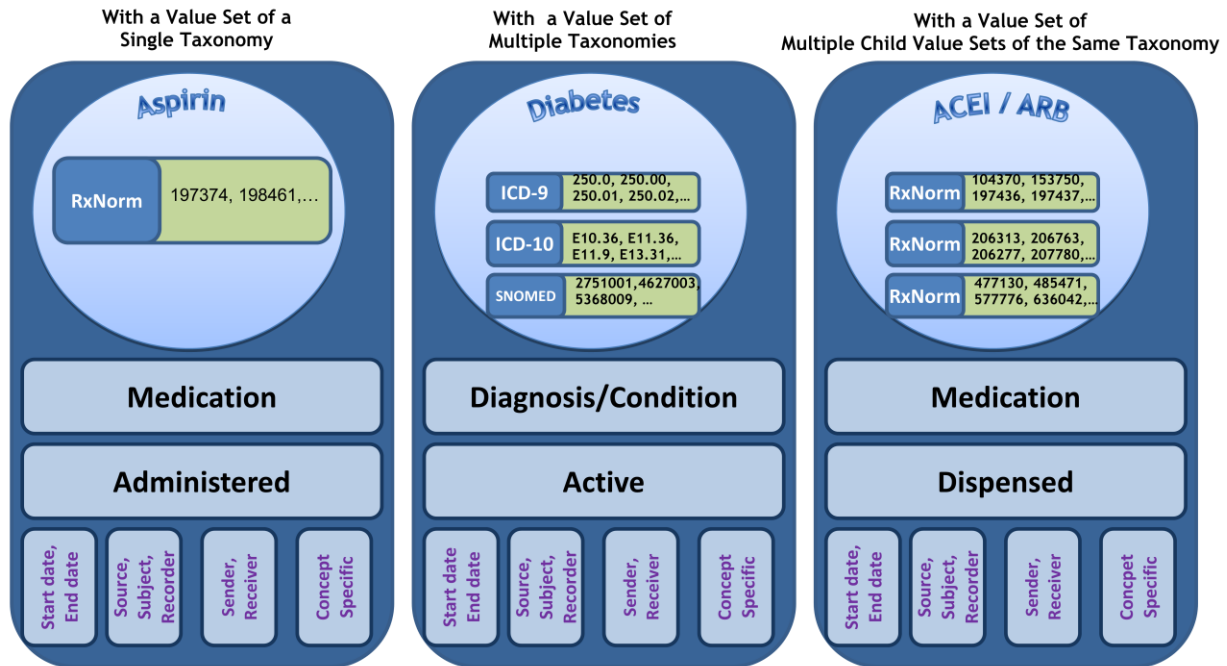 With a Value Set of a
Single Taxonomy
Aspirin
RxNorm
197374, 198461,...
Medication
Administered
Start date,
End date
Source,
Subject,
Recorder
Sender,
Receiver
Concept
Specific
With a Value Set of
Multiple Taxonomies
Diabetes
ICD-9
250.0, 250.00,
250.01, 250.02,...
ICD-10
E10.36, E11.36,
E11.9, E13.31,...
SNOMED
2751001,4627003,
5368009, ...
Diagnosis/Condition
Active
Start date
End date
Source,
Subject,
Recorder
Sender,
Receiver
Concept
Specific
With a Value Set of
Multiple Child Value Sets of the Same Taxonomy
ACEI / ARB
RxNorm
104370, 153750,
197436, 197437,...
RxNorm
206313, 206763,
206277, 207780,...
RxNorm
477130, 485471,
577776, 636042,...
Medication
Dispensed
Start date,
End date
Source,
Subject,
Recorder
Sender,
Receiver
Concpet
Specific